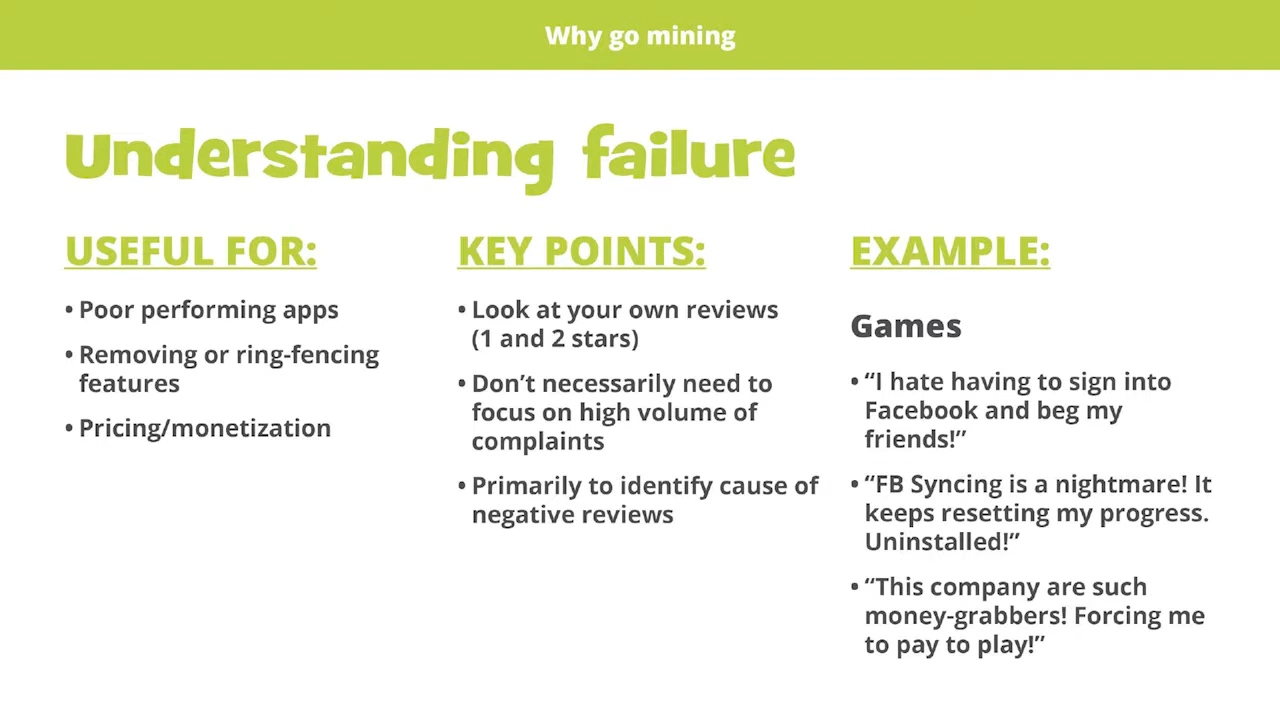 Why go mining
Understanding failure
USEFUL FOR:
• Poor performing apps
• Removing or ring-fencing
features
• Pricing/monetization
KEY POINTS:
• Look at your own reviews
(1 and 2 stars)
• Don’t necessarily need to
focus on high volume of
complaints
• Primarily to identify cause of
negative reviews
EXAMPLE:
Games
• “I hate having to sign into
Facebook and beg my
friends!”
• “FB Syncing is a nightmare! It
keeps resetting my progress.
Uninstalled!”
• “This company are such
money-grabbers! Forcing me
to pay to play!”